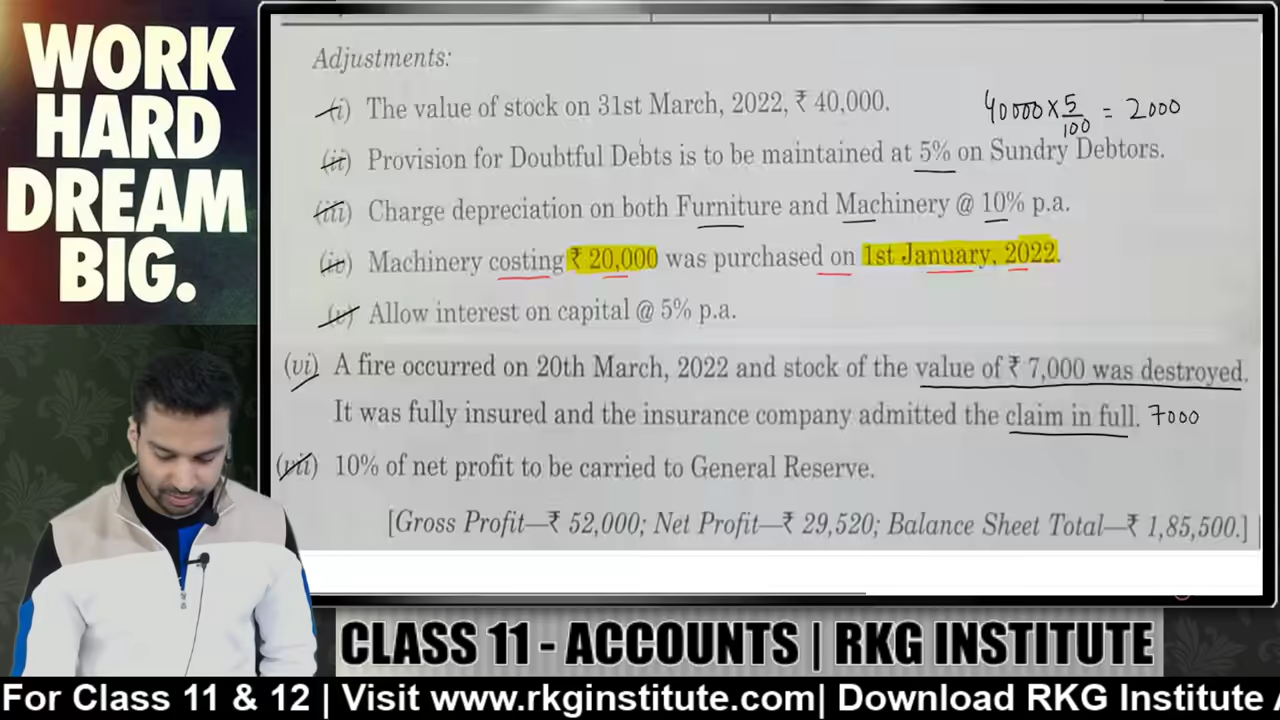 WORK
HARD
DREAM
BIG.
Adjustments:
(i) The value of stock on 31st March, 2022, ₹ 40,000.
40000 × 5/100 = 2000
(ii) Provision for Doubtful Debts is to be maintained at 5% on Sundry Debtors.
(iii) Charge depreciation on both Furniture and Machinery @ 10% p.a.
(iv) Machinery costing ₹ 20,000 was purchased on 1st January, 2022.
(v) Allow interest on capital @ 5% p.a.
(vi) A fire occurred on 20th March, 2022 and stock of the value of ₹ 7,000 was destroyed.
It was fully insured and the insurance company admitted the claim in full. 7000
(vii) 10% of net profit to be carried to General Reserve.
[Gross Profit—₹ 52,000; Net Profit—₹ 29,520; Balance Sheet Total—₹ 1,85,500.]
CLASS 11 - ACCOUNTS | RKG INSTITUTE
For Class 11 & 12 | Visit www.rkginstitute.com| Download RKG Institute A